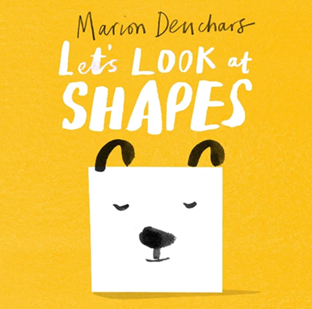 Marion Deuchars
Let's LOOK at
SHAPES